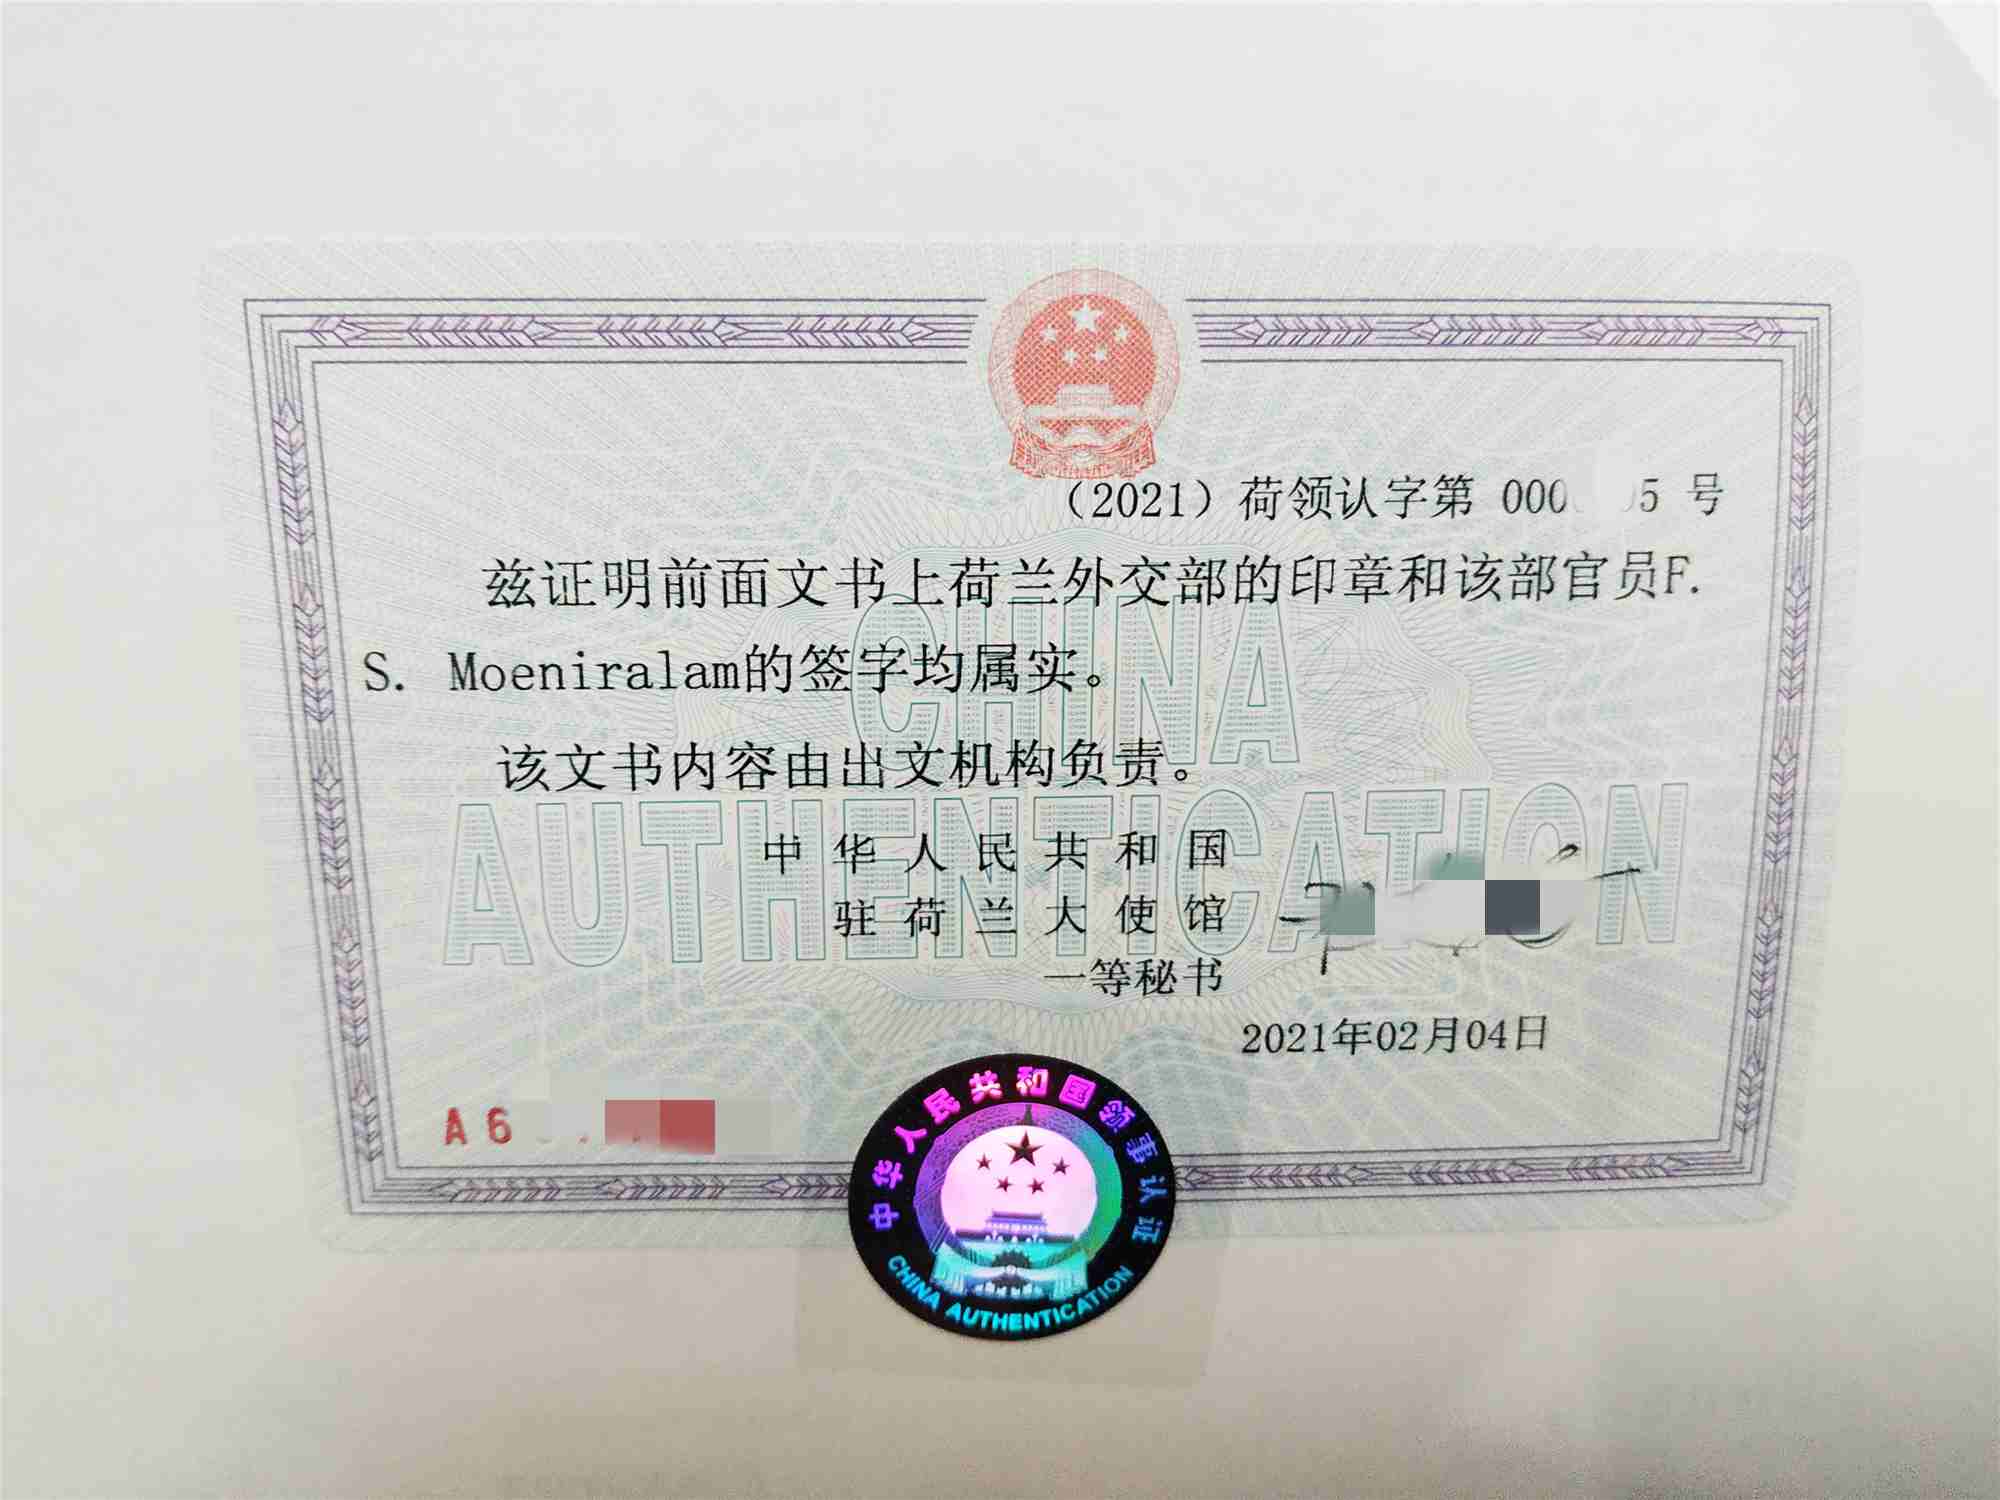 （2021）荷领认字第 000 05 号
兹证明前面文书上荷兰外交部的印章和该部官员F.
S. Moeniralam的签字均属实。
该文书内容由出文机构负责。
CHINA
AUTHENTICATION
中华人民共和国
驻荷兰大使馆
一等秘书
2021年02月04日
A6
中华人民共和国领事认证
CHINA AUTHENTICATION